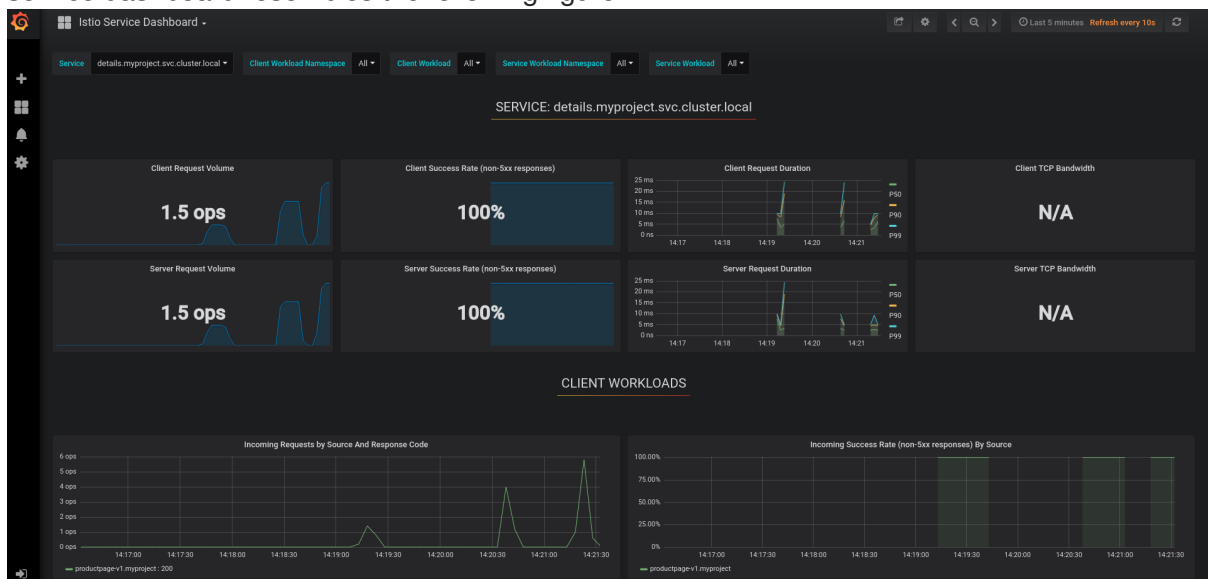 Istio Service Dashboard
Last 5 minutes Refresh every 10s
Service details.myproject.svc.cluster.local Client Workload Namespace All Client Workload All Service Workload Namespace All Service Workload All
SERVICE: details.myproject.svc.cluster.local
Client Request Volume
1.5 ops
Client Success Rate (non-5xx responses)
100%
Client Request Duration
25 ms
20 ms
15 ms
10 ms
5 ms
0 ns
14:17 14:18 14:19 14:20 14:21
P50
P90
P99
Client TCP Bandwidth
N/A
Server Request Volume
1.5 ops
Server Success Rate (non-5xx responses)
100%
Server Request Duration
25 ms
20 ms
15 ms
10 ms
5 ms
0 ns
14:17 14:18 14:19 14:20 14:21
P50
P90
P99
Server TCP Bandwidth
N/A
CLIENT WORKLOADS
Incoming Requests by Source And Response Code
6 ops
5 ops
4 ops
3 ops
2 ops
1 ops
0 ops
14:17:00 14:17:30 14:18:00 14:18:30 14:19:00 14:19:30 14:20:00 14:20:30 14:21:00 14:21:30
productpage-v1.myproject : 200
Incoming Success Rate (non-5xx responses) By Source
100.00%
75.00%
50.00%
25.00%
0%
14:17:00 14:17:30 14:18:00 14:18:30 14:19:00 14:19:30 14:20:00 14:20:30 14:21:00 14:21:30
productpage-v1.myproject